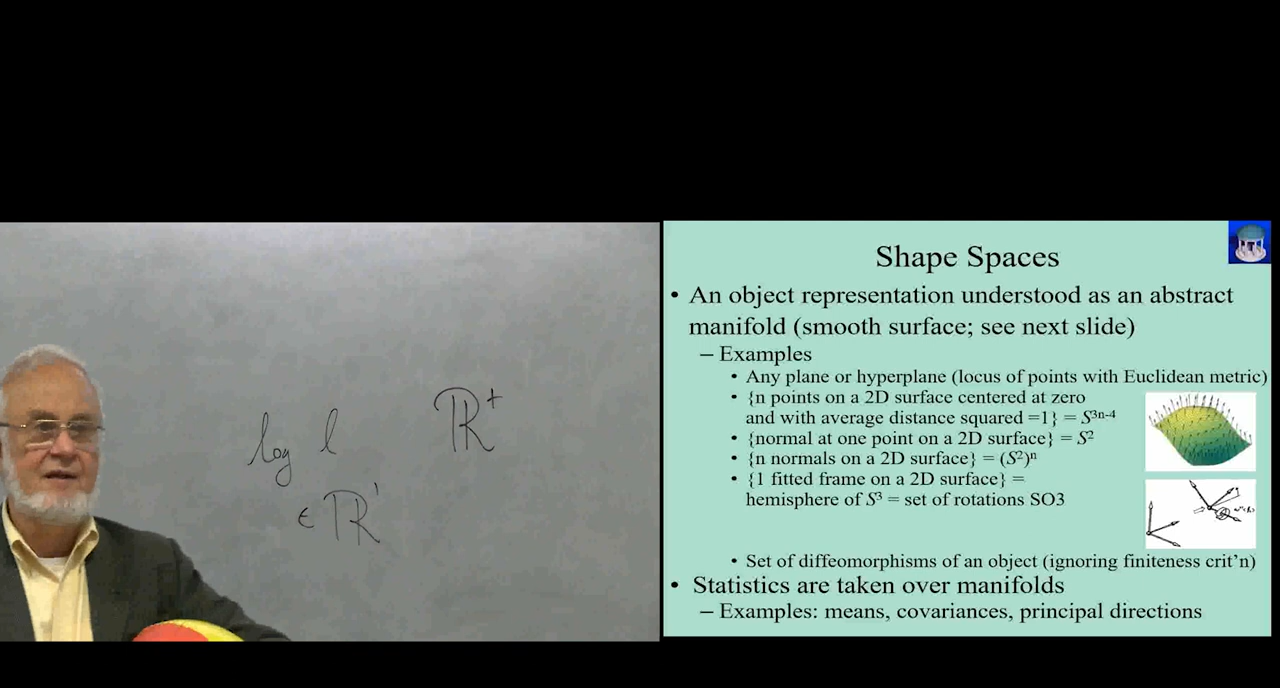 log l
ℝ⁺
∈ ℝ¹
Shape Spaces
• An object representation understood as an abstract
manifold (smooth surface; see next slide)
– Examples
• Any plane or hyperplane (locus of points with Euclidean metric)
• {n points on a 2D surface centered at zero
and with average distance squared =1} = S³ⁿ⁻⁴
• {normal at one point on a 2D surface} = S²
• {n normals on a 2D surface} = (S²)ⁿ
• {1 fitted frame on a 2D surface} =
hemisphere of S³ = set of rotations SO3
• Set of diffeomorphisms of an object (ignoring finiteness crit’n)
• Statistics are taken over manifolds
– Examples: means, covariances, principal directions